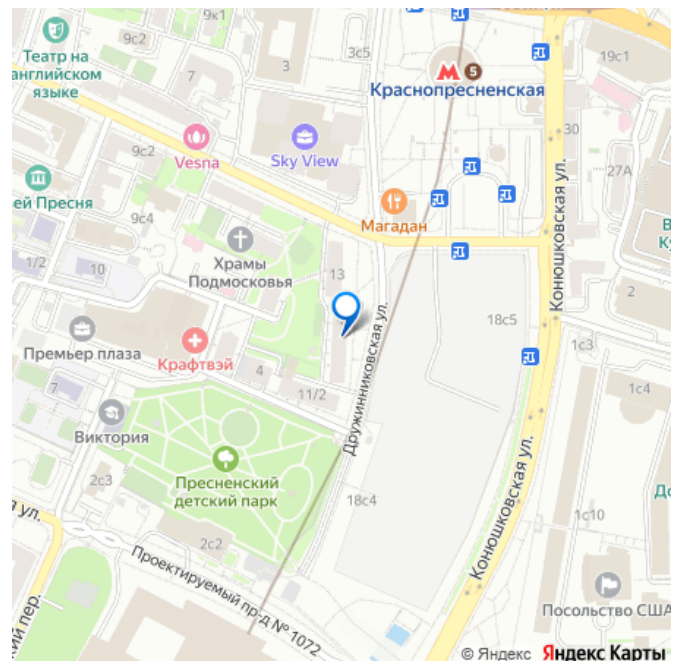 9к1
9с2
Театр на
английском
языке
7
3
3с5
19с1
М 5
Краснопресненская
9с2
Vesna
Sky View
30
27А
ей Пресня
9с4
Магадан
Конюшковская ул.
1/2
10
Храмы
Подмосковья
13
2
18с5
Премьер плаза
Крафтвэй
4
11/2
Дружинниковская ул.
1с3
1с4
7
Виктория
Пресненский
детский парк
2с3
18с4
Конюшковская ул.
До
1с10
я ул.
2с2
Проектируемый пр-д № 1072
Посольство США
кий пер.
© Яндекс Яндекс Карты